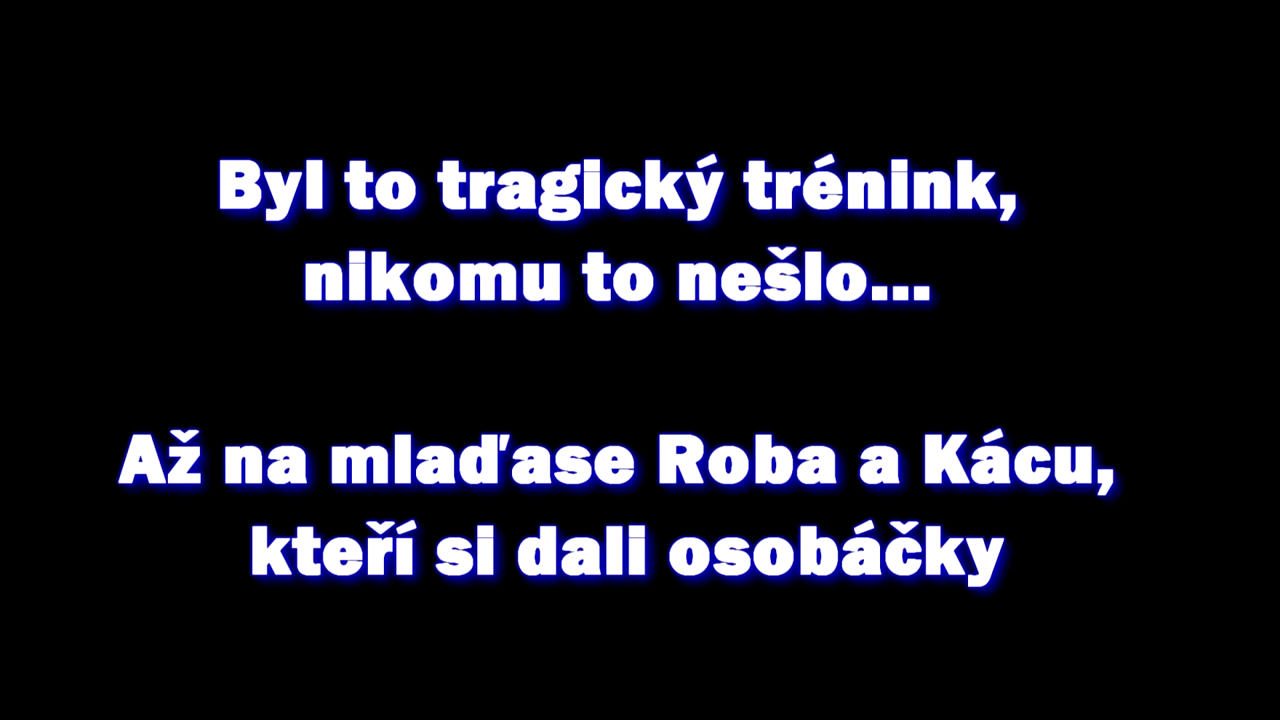 Byl to tragický trénink,
nikomu to nešlo...
Až na mlaďase Roba a Kácu,
kteří si dali osobáčky